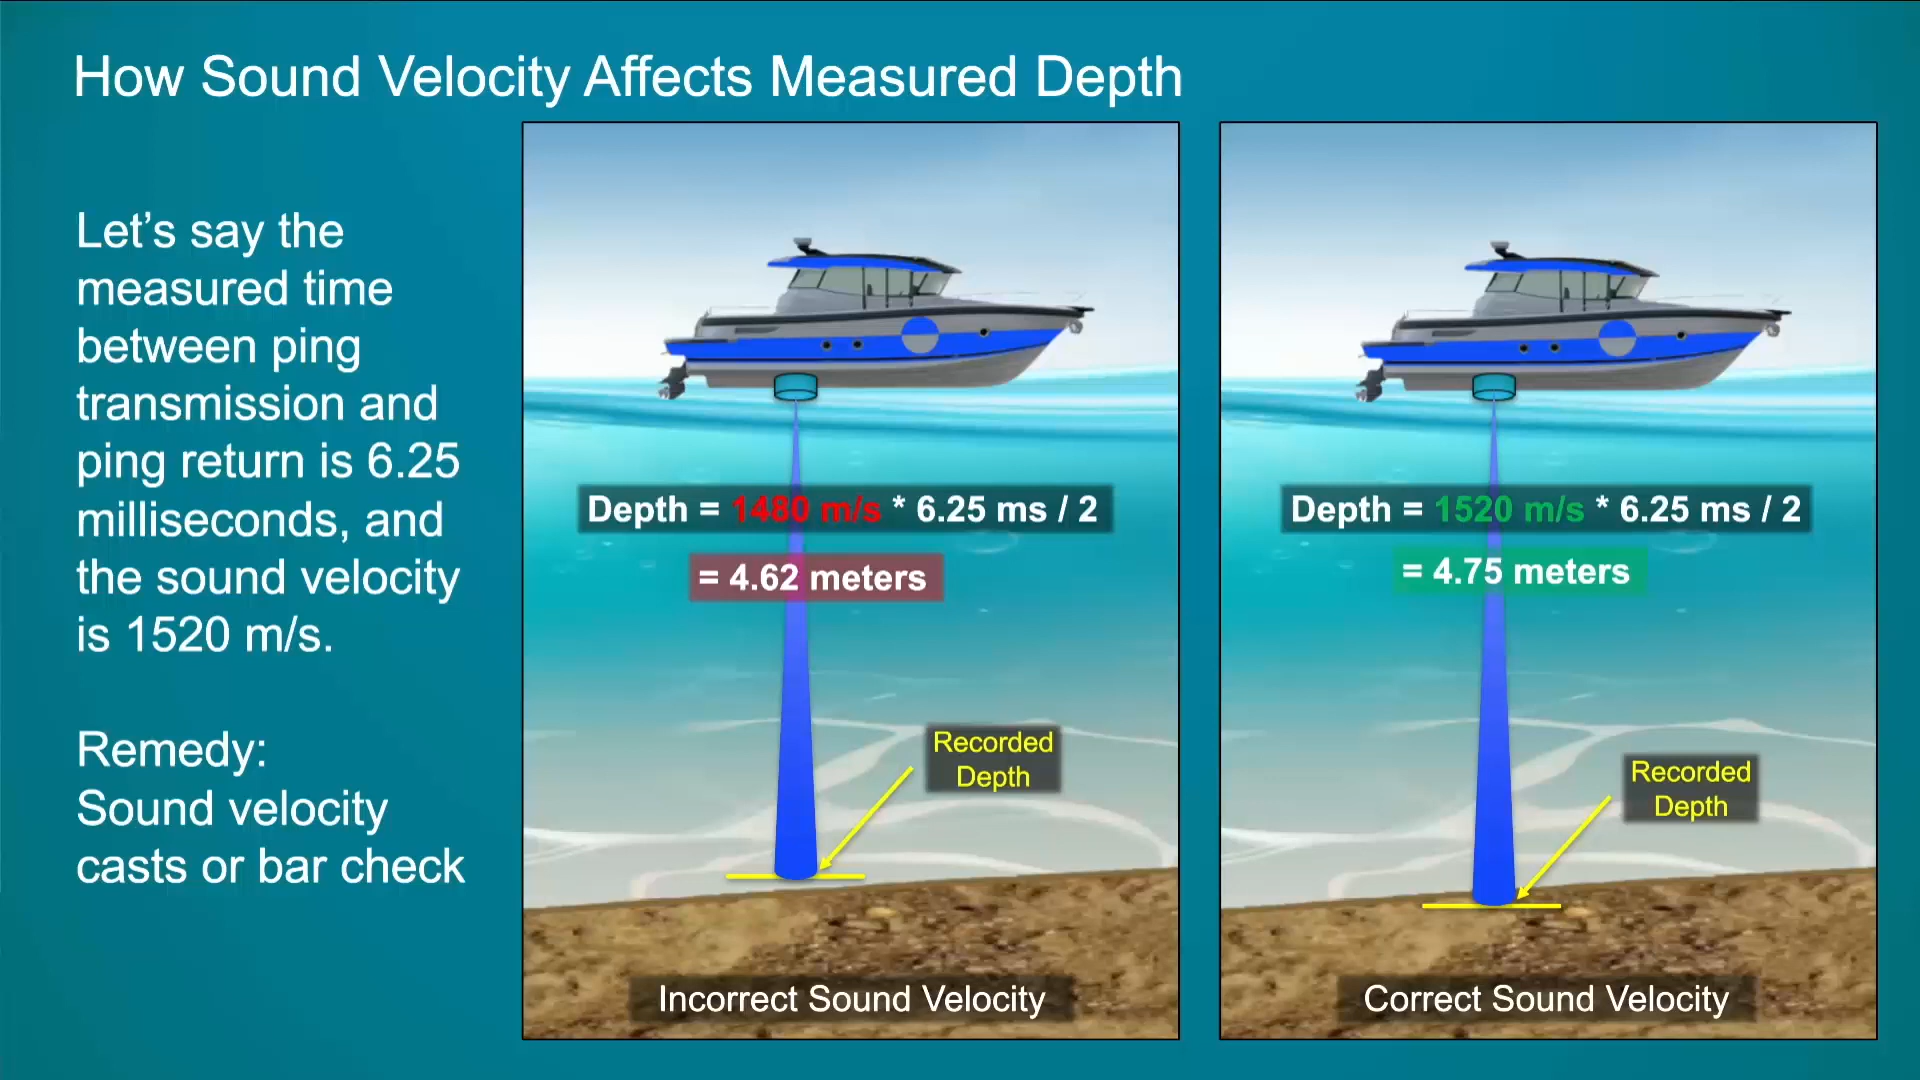 How Sound Velocity Affects Measured Depth
Let’s say the
measured time
between ping
transmission and
ping return is 6.25
milliseconds, and
the sound velocity
is 1520 m/s.
Remedy:
Sound velocity
casts or bar check
Depth = 1480 m/s * 6.25 ms / 2
= 4.62 meters
Recorded
Depth
Incorrect Sound Velocity
Depth = 1520 m/s * 6.25 ms / 2
= 4.75 meters
Recorded
Depth
Correct Sound Velocity